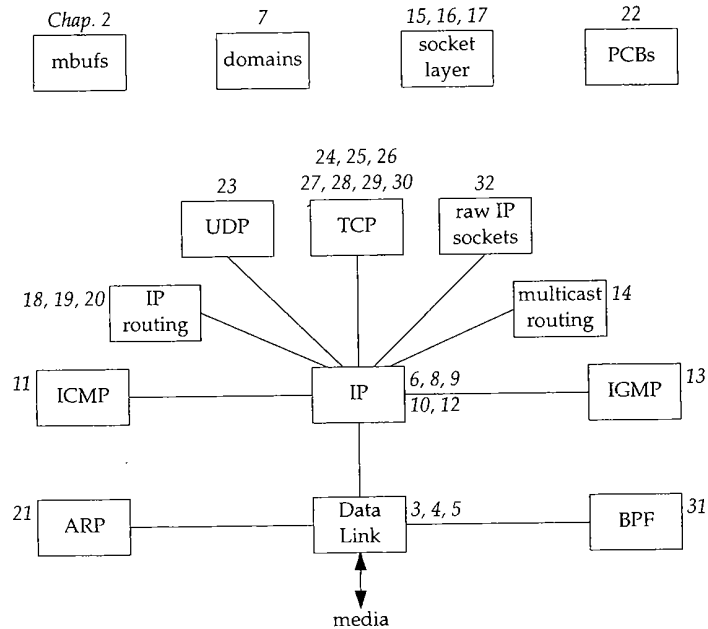 Chap. 2
mbufs
7
domains
15, 16, 17
socket
layer
22
PCBs
24, 25, 26
27, 28, 29, 30
23
UDP
TCP
32
raw IP
sockets
18, 19, 20
IP
routing
multicast
routing
14
11
ICMP
IP
6, 8, 9
10, 12
IGMP
13
21
ARP
Data
Link
3, 4, 5
BPF
31
media